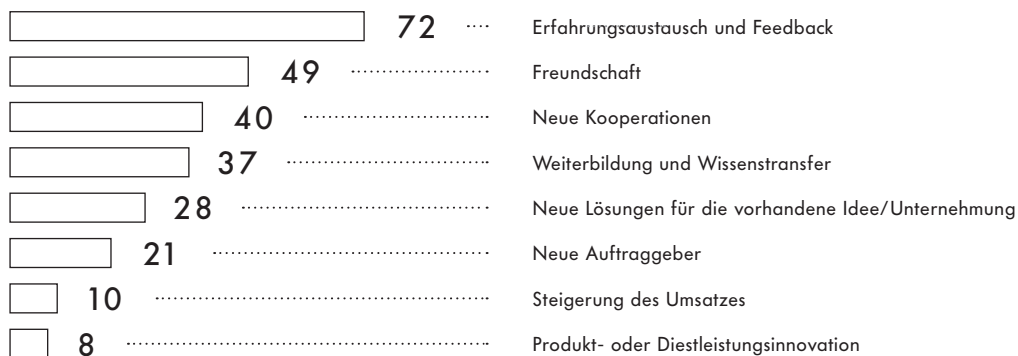 72 Erfahrungsaustausch und Feedback
49 Freundschaft
40 Neue Kooperationen
37 Weiterbildung und Wissenstransfer
28 Neue Lösungen für die vorhandene Idee/Unternehmung
21 Neue Auftraggeber
10 Steigerung des Umsatzes
8 Produkt- oder Diestleistungsinnovation